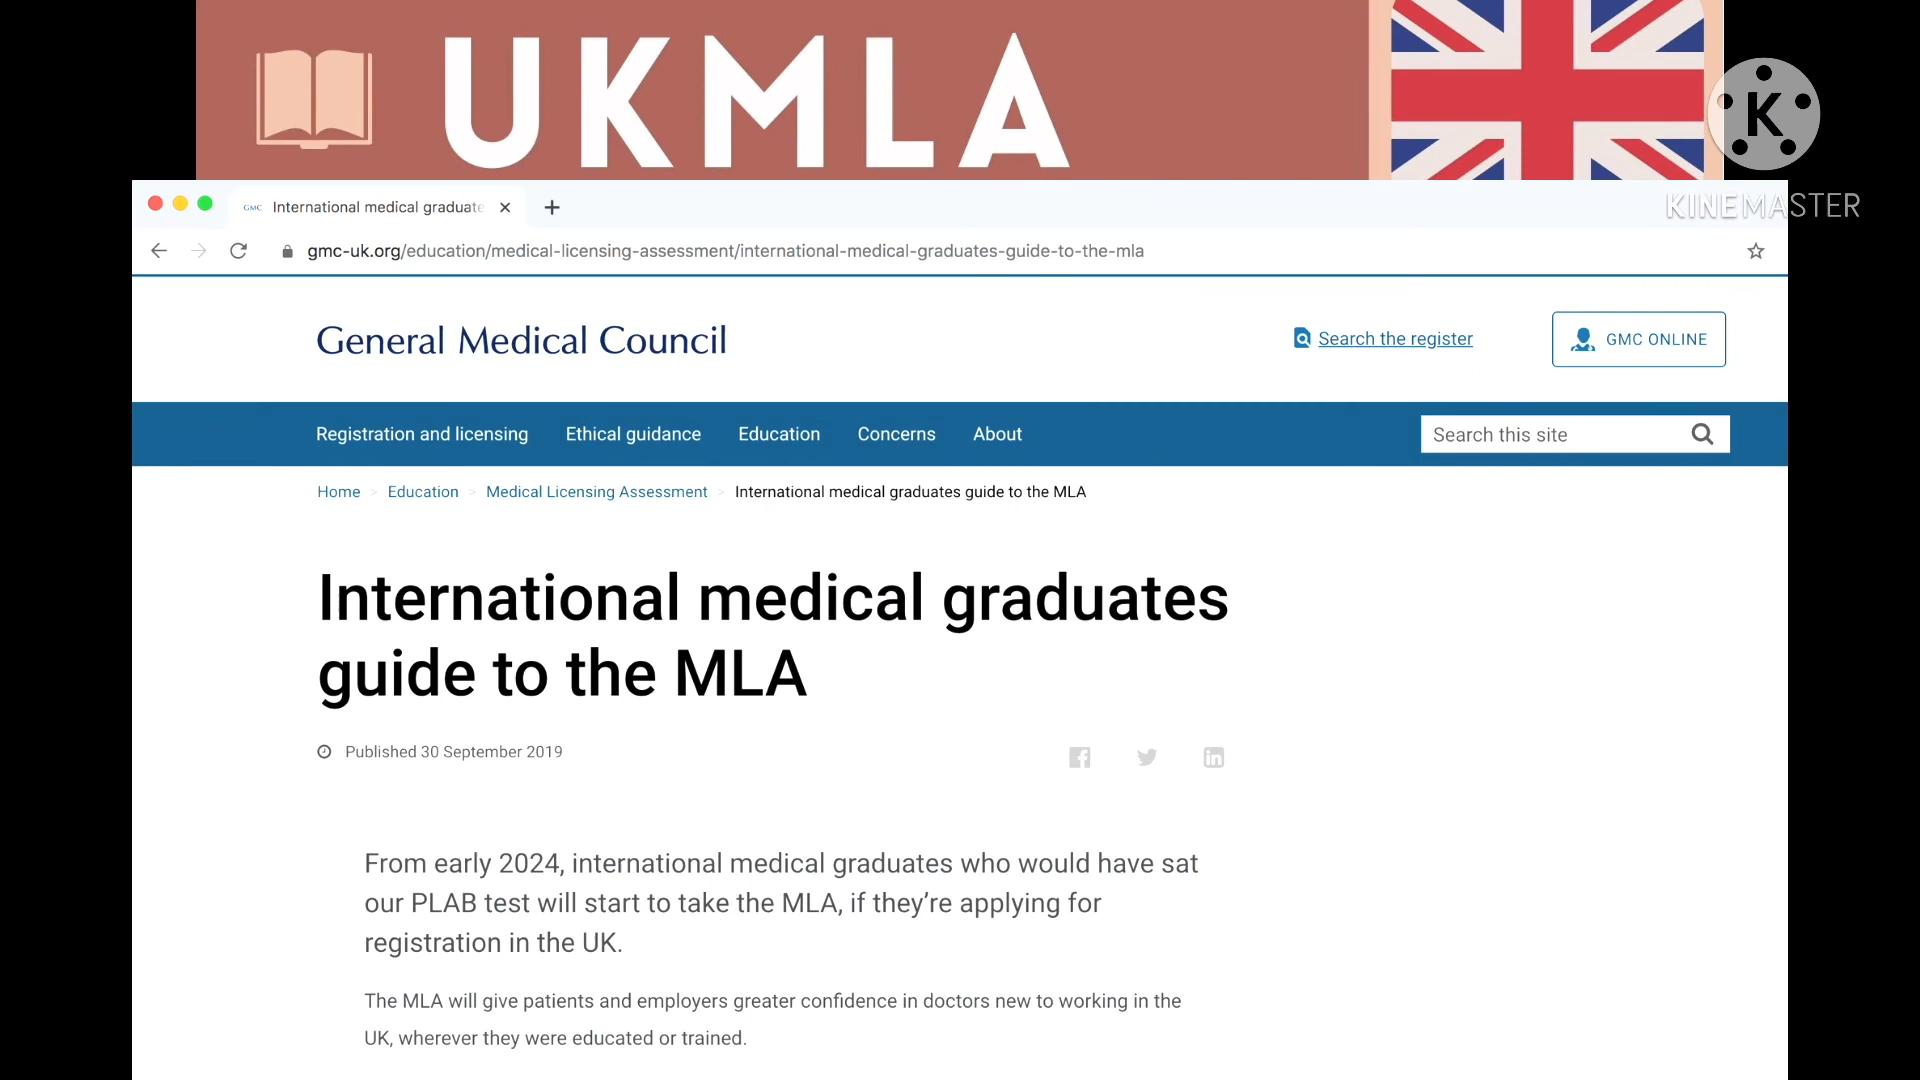 UKMLA
K
KINEMASTER
GMC International medical graduate
gmc-uk.org/education/medical-licensing-assessment/international-medical-graduates-guide-to-the-mla
General Medical Council
Search the register
GMC ONLINE
Registration and licensing Ethical guidance Education Concerns About
Search this site
Home > Education > Medical Licensing Assessment > International medical graduates guide to the MLA
International medical graduates
guide to the MLA
Published 30 September 2019
From early 2024, international medical graduates who would have sat
our PLAB test will start to take the MLA, if they’re applying for
registration in the UK.
The MLA will give patients and employers greater confidence in doctors new to working in the
UK, wherever they were educated or trained.